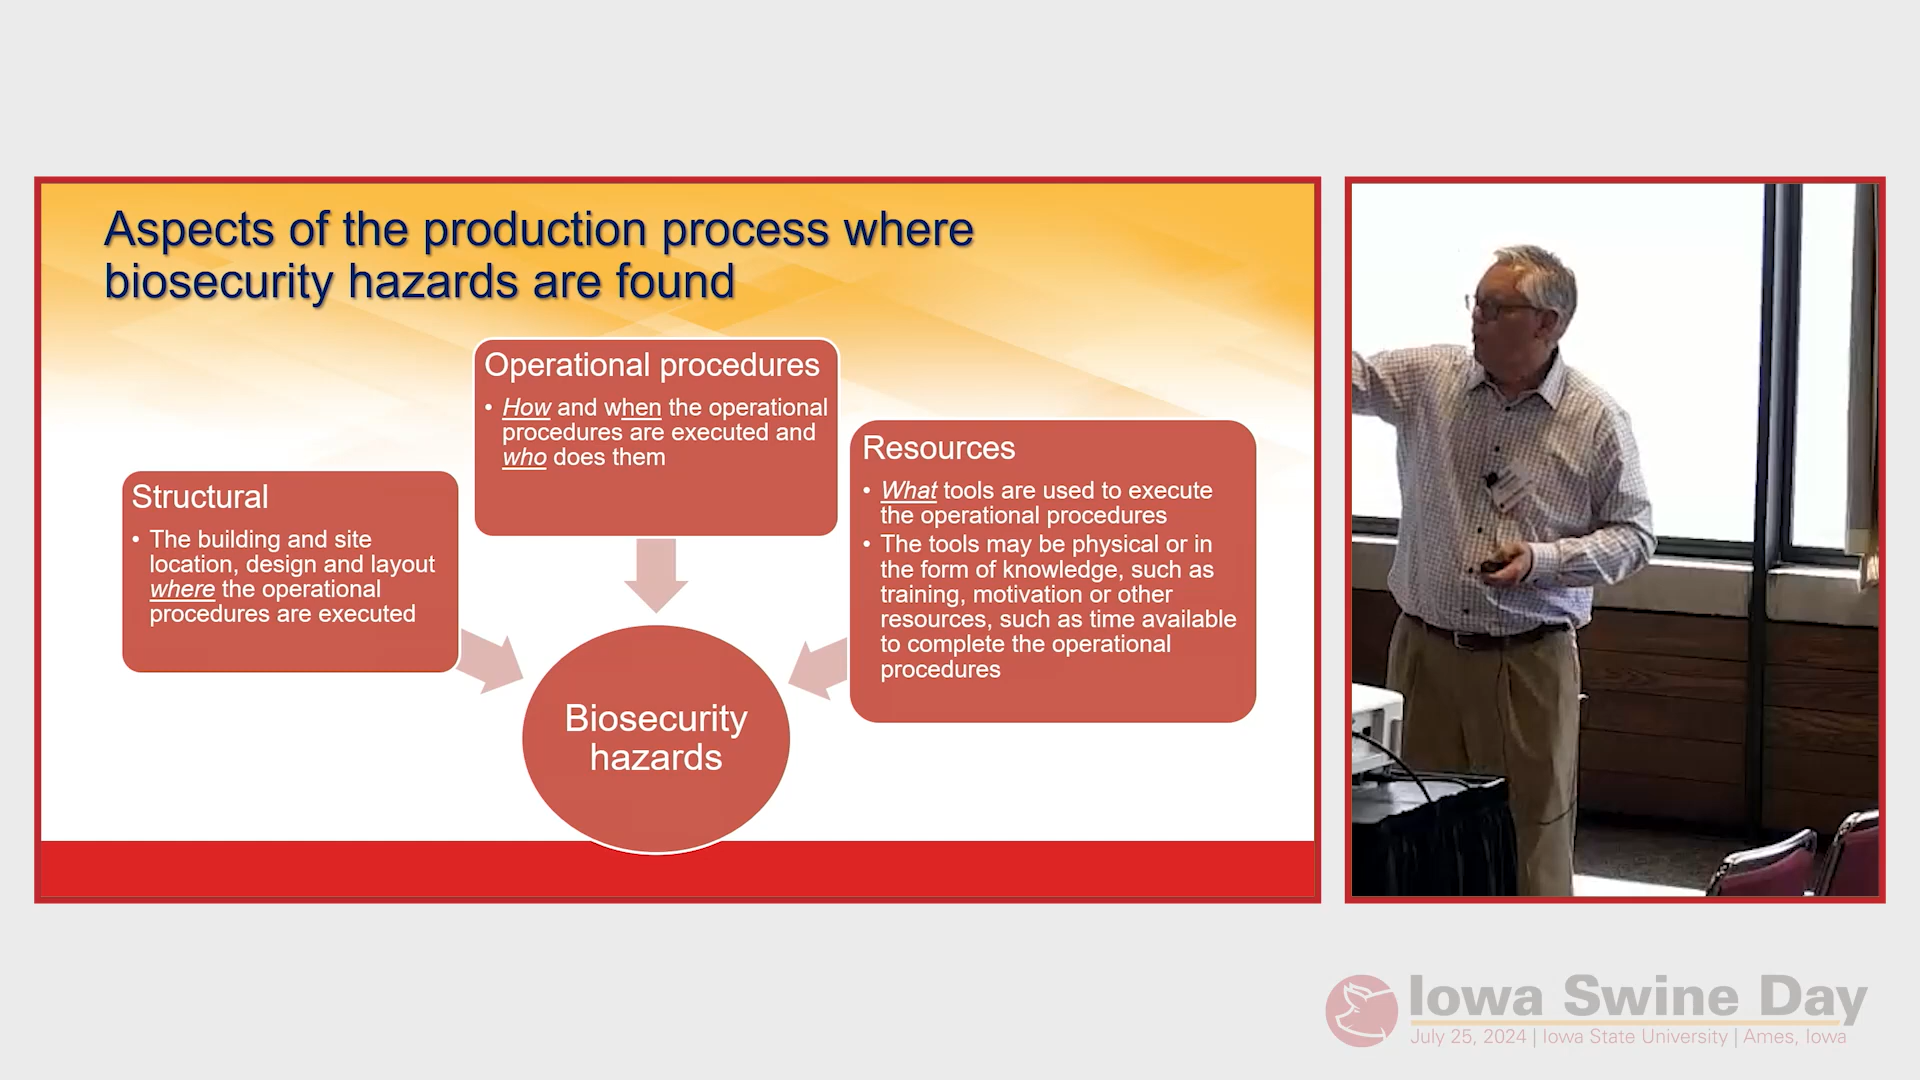 Aspects of the production process where
biosecurity hazards are found
Structural
• The building and site
location, design and layout
where the operational
procedures are executed
Operational procedures
• How and when the operational
procedures are executed and
who does them
Resources
• What tools are used to execute
the operational procedures
• The tools may be physical or in
the form of knowledge, such as
training, motivation or other
resources, such as time available
to complete the operational
procedures
Biosecurity
hazards
Iowa Swine Day
July 25, 2024 | Iowa State University | Ames, Iowa